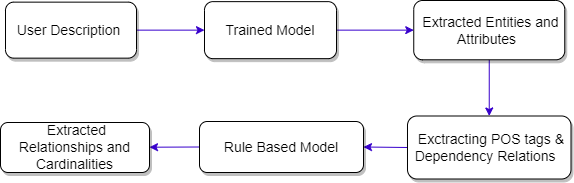 User Description
Trained Model
Extracted Entities and
Attributes
Exctracting POS tags &
Dependency Relations
Rule Based Model
Extracted
Relationships and
Cardinalities